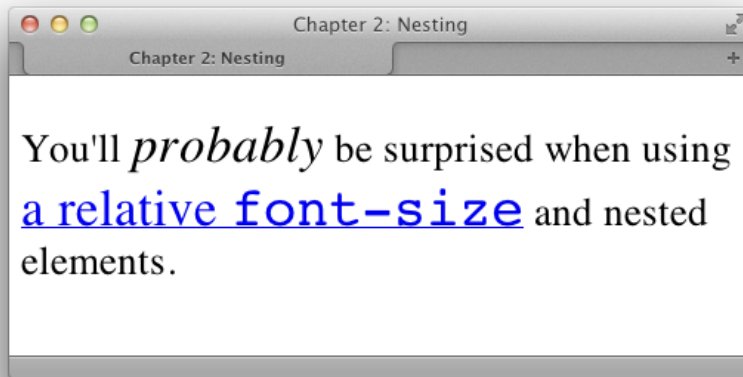 Chapter 2: Nesting
Chapter 2: Nesting
+
You'll probably be surprised when using
a relative font-size and nested
elements.